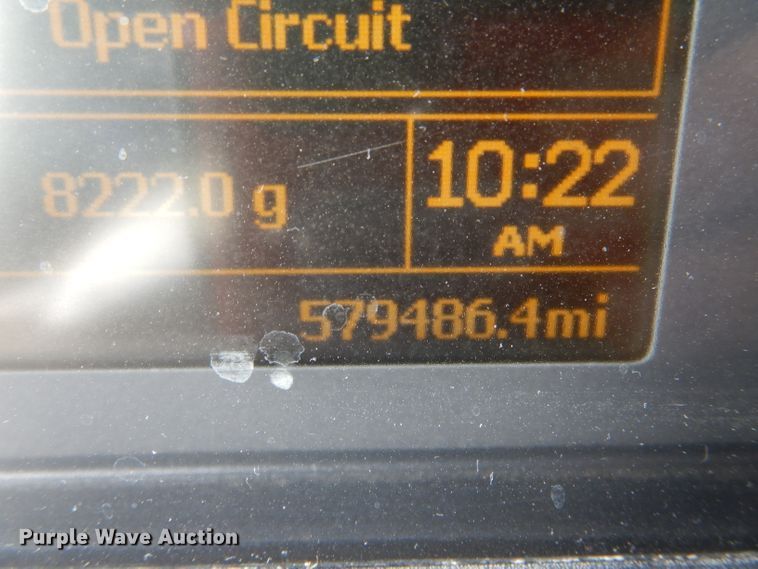 Open Circuit
8222.0 g
10:22
AM
579486.4mi
Purple Wave Auction